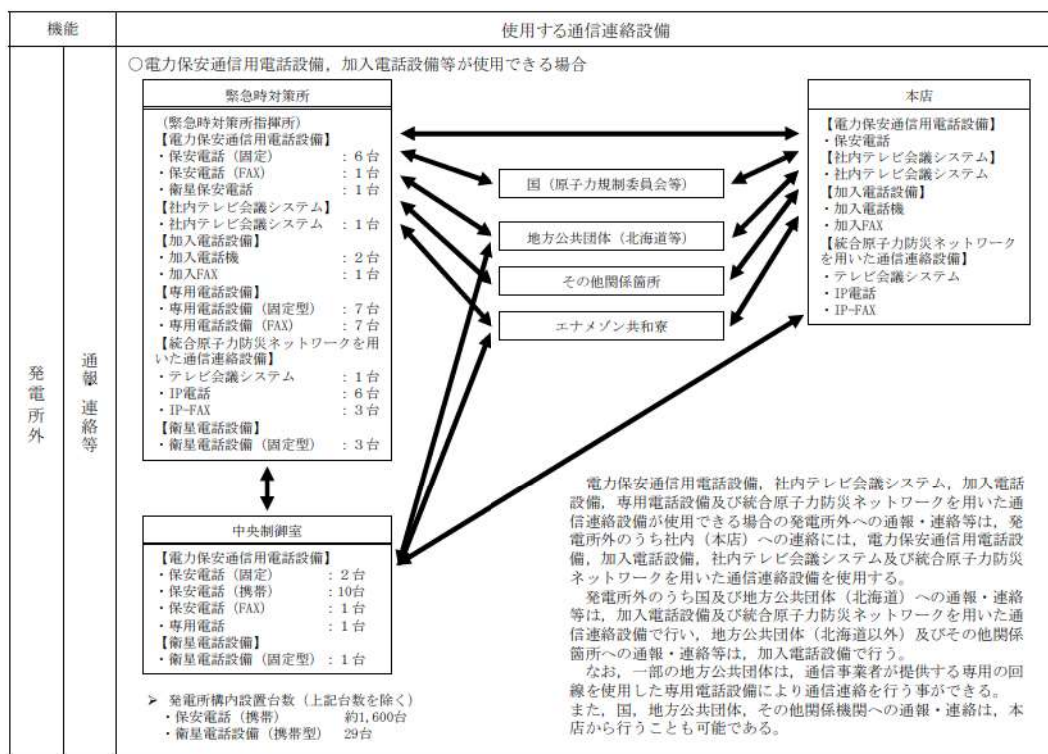 機能
使用する通信連絡設備
発電所外
通報・連絡等
○電力保安通信用電話設備，加入電話設備等が使用できる場合
緊急時対策所
(緊急時対策所指揮所)
【電力保安通信用電話設備】
・保安電話（固定） ：6台
・保安電話（FAX） ：1台
・衛星保安電話 ：1台
【社内テレビ会議システム】
・社内テレビ会議システム ：1台
【加入電話設備】
・加入電話機 ：2台
・加入FAX ：1台
【専用電話設備】
・専用電話設備（固定型）：7台
・専用電話設備（FAX） ：7台
【統合原子力防災ネットワークを用
いた通信連絡設備】
・テレビ会議システム ：1台
・IP電話 ：6台
・IP-FAX ：3台
【衛星電話設備】
・衛星電話設備（固定型） ：3台
国（原子力規制委員会等）
地方公共団体（北海道等）
その他関係箇所
エナメゾン共和寮
本店
【電力保安通信用電話設備】
・保安電話
【社内テレビ会議システム】
・社内テレビ会議システム
【加入電話設備】
・加入電話機
・加入FAX
【統合原子力防災ネットワーク
を用いた通信連絡設備】
・テレビ会議システム
・IP電話
・IP-FAX
中央制御室
【電力保安通信用電話設備】
・保安電話（固定） ：2台
・保安電話（携帯） ：10台
・保安電話（FAX） ：1台
・専用電話 ：1台
【衛星電話設備】
・衛星電話設備（固定型）：1台
➢ 発電所構内設置台数（上記台数を除く）
・保安電話（携帯） 約1,600台
・衛星電話設備（携帯型） 29台
電力保安通信用電話設備，社内テレビ会議システム，加入電話
設備，専用電話設備及び統合原子力防災ネットワークを用いた通
信連絡設備が使用できる場合の発電所外への通報・連絡等は，発
電所外のうち社内（本店）への連絡には，電力保安通信用電話設
備，加入電話設備，社内テレビ会議システム及び統合原子力防災
ネットワークを用いた通信連絡設備を使用する。
発電所外のうち国及び地方公共団体（北海道）への通報・連絡
等は，加入電話設備及び統合原子力防災ネットワークを用いた通
信連絡設備で行い，地方公共団体（北海道以外）及びその他関係
箇所への通報・連絡等は，加入電話設備で行う。
なお，一部の地方公共団体は，通信事業者が提供する専用の回
線を使用した専用電話設備により通信連絡を行う事ができる。
また，国，地方公共団体，その他関係機関への通報・連絡は，本
店から行うことも可能である。